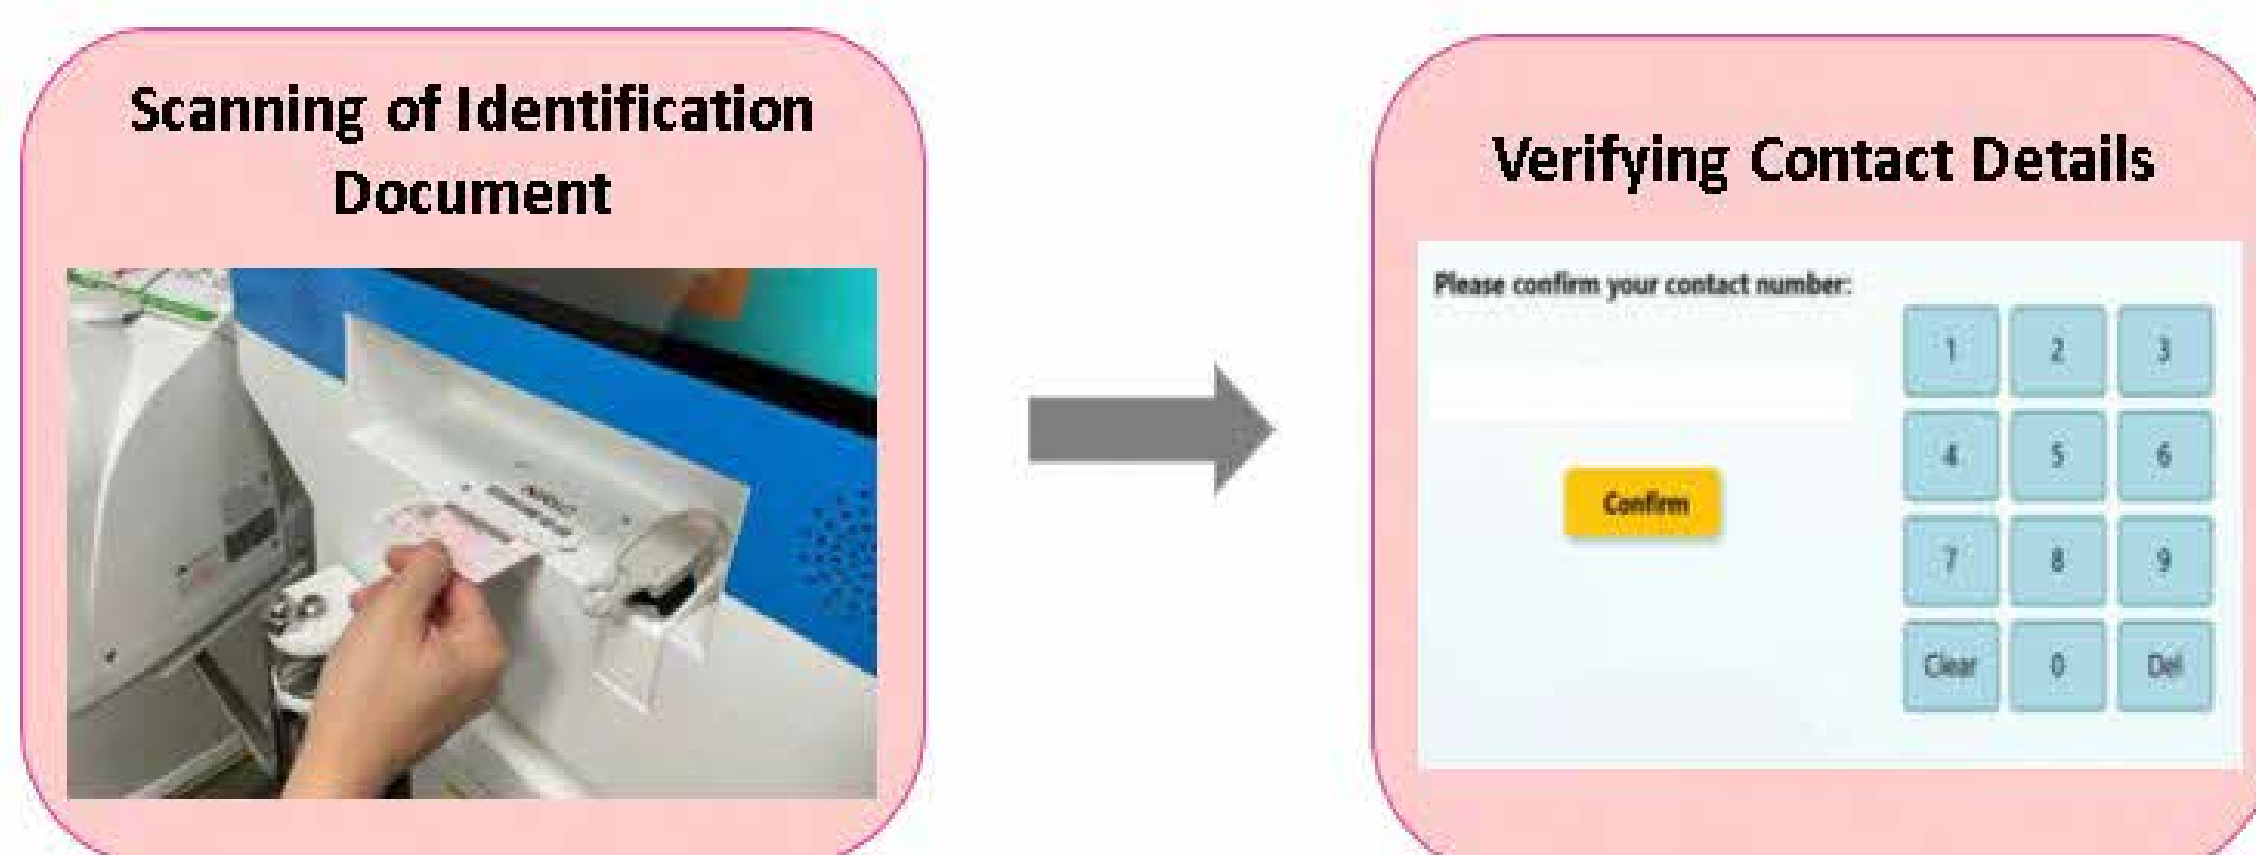 Scanning of Identification
Document
Verifying Contact Details
Please confirm your contact number:
1 2 3
4 5 6
Confirm
7 8 9
Clear 0 Del